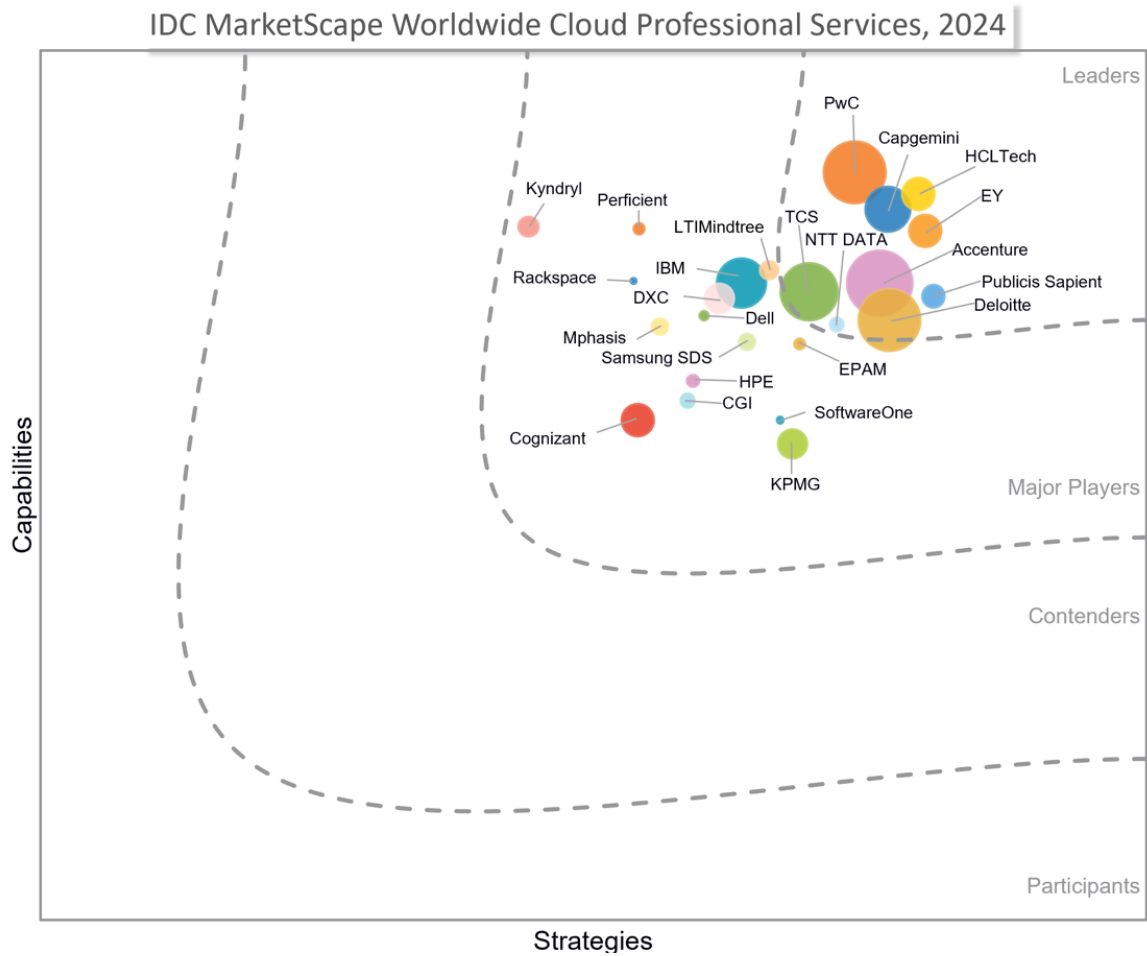 IDC MarketScape Worldwide Cloud Professional Services, 2024
Leaders
PwC
Capgemini
HCLTech
EY
Kyndryl
Perficient
LTIMindtree
TCS
NTT DATA
Accenture
Rackspace
IBM
DXC
Publicis Sapient
Deloitte
Dell
Mphasis
Samsung SDS
EPAM
HPE
CGI
SoftwareOne
Cognizant
KPMG
Major Players
Contenders
Participants
Capabilities
Strategies